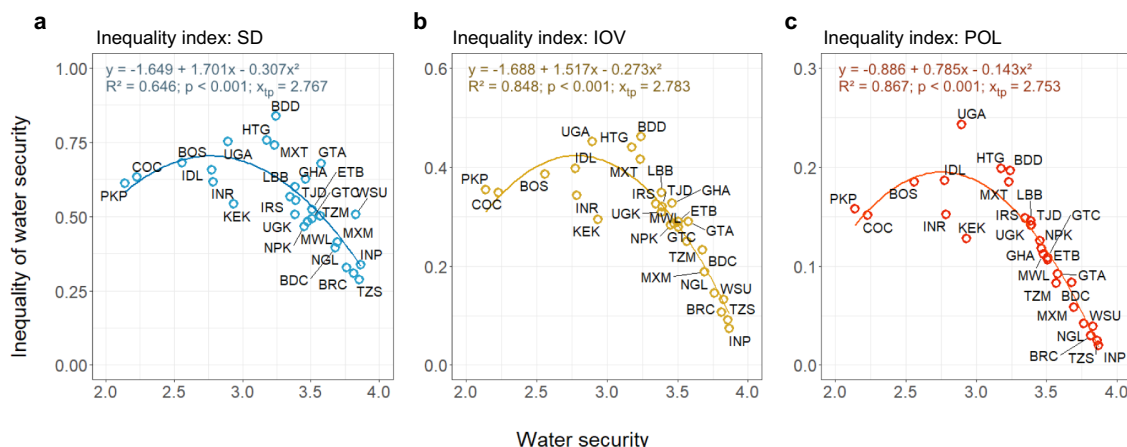 a
Inequality index: SD
b
Inequality index: IOV
c
Inequality index: POL
Inequality of water security
1.00
0.75
0.50
0.25
0.00
y = -1.649 + 1.701x - 0.307x²
R² = 0.646; p < 0.001; xtp = 2.767
BDD
HTG
UGA
MXT
GTA
BOS
COC
IDL
PKP
INR
KEK
LBB
GHA
ETB
TJD
GTC
WSU
IRS
TZM
UGK
NPK
MWL
MXM
NGL
INP
BDC
BRC
TZS
2.0
2.5
3.0
3.5
4.0
0.6
0.4
0.2
0.0
y = -1.688 + 1.517x - 0.273x²
R² = 0.848; p < 0.001; xtp = 2.783
UGA
HTG
BDD
IDL
MXT
LBB
PKP
BOS
COC
INR
KEK
IRS
TJD
GHA
UGK
MWL
ETB
NPK
GTC
GTA
TZM
BDC
MXM
NGL
WSU
BRC
TZS
INP
2.0
2.5
3.0
3.5
4.0
0.3
0.2
0.1
0.0
y = -0.886 + 0.785x - 0.143x²
R² = 0.867; p < 0.001; xtp = 2.753
UGA
HTG
BDD
IDL
BOS
MXT
LBB
PKP
COC
INR
KEK
IRS
TJD
GTC
UGK
NPK
GHA
ETB
MWL
GTA
TZM
BDC
MXM
WSU
NGL
BRC
TZS
INP
2.0
2.5
3.0
3.5
4.0
Water security